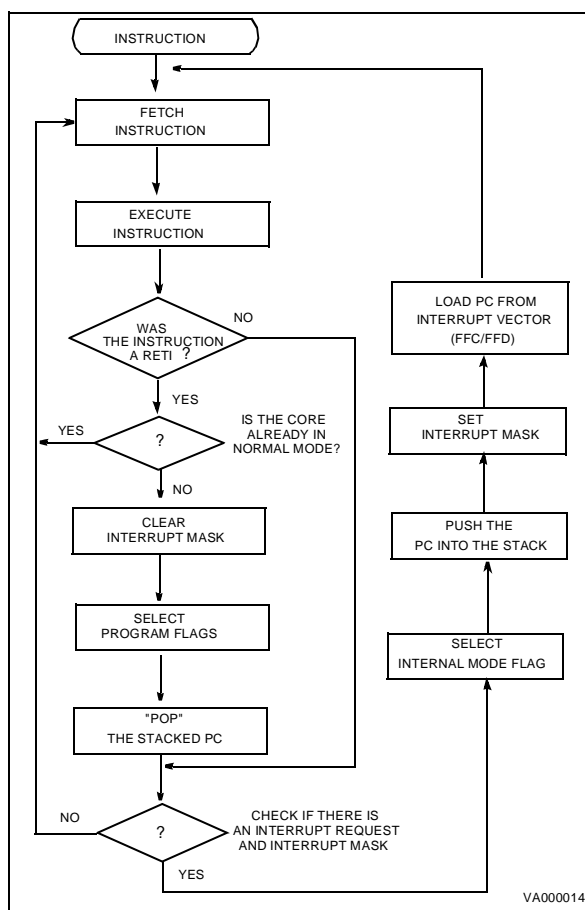 INSTRUCTION
FETCH
INSTRUCTION
EXECUTE
INSTRUCTION
WAS
THE INSTRUCTION
A RETI ?
NO
YES
?
IS THE CORE
ALREADY IN
NORMAL MODE?
YES
NO
CLEAR
INTERRUPT MASK
SELECT
PROGRAM FLAGS
"POP"
THE STACKED PC
?
CHECK IF THERE IS
AN INTERRUPT REQUEST
AND INTERRUPT MASK
NO
YES
SELECT
INTERNAL MODE FLAG
PUSH THE
PC INTO THE STACK
SET
INTERRUPT MASK
LOAD PC FROM
INTERRUPT VECTOR
(FFC/FFD)
VA000014